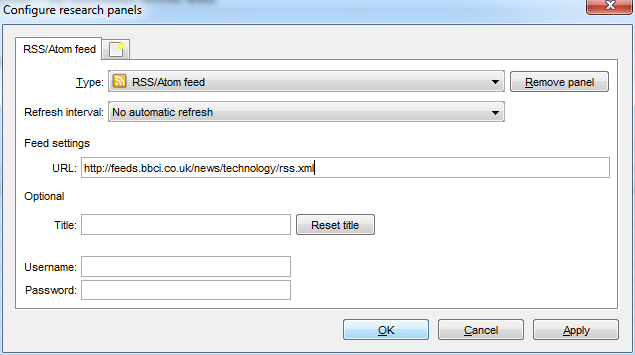 Configure research panels
RSS/Atom feed
Type: RSS/Atom feed Remove panel
Refresh interval: No automatic refresh
Feed settings
URL: http://feeds.bbci.co.uk/news/technology/rss.xml
Optional
Title: Reset title
Username:
Password:
OK Cancel Apply